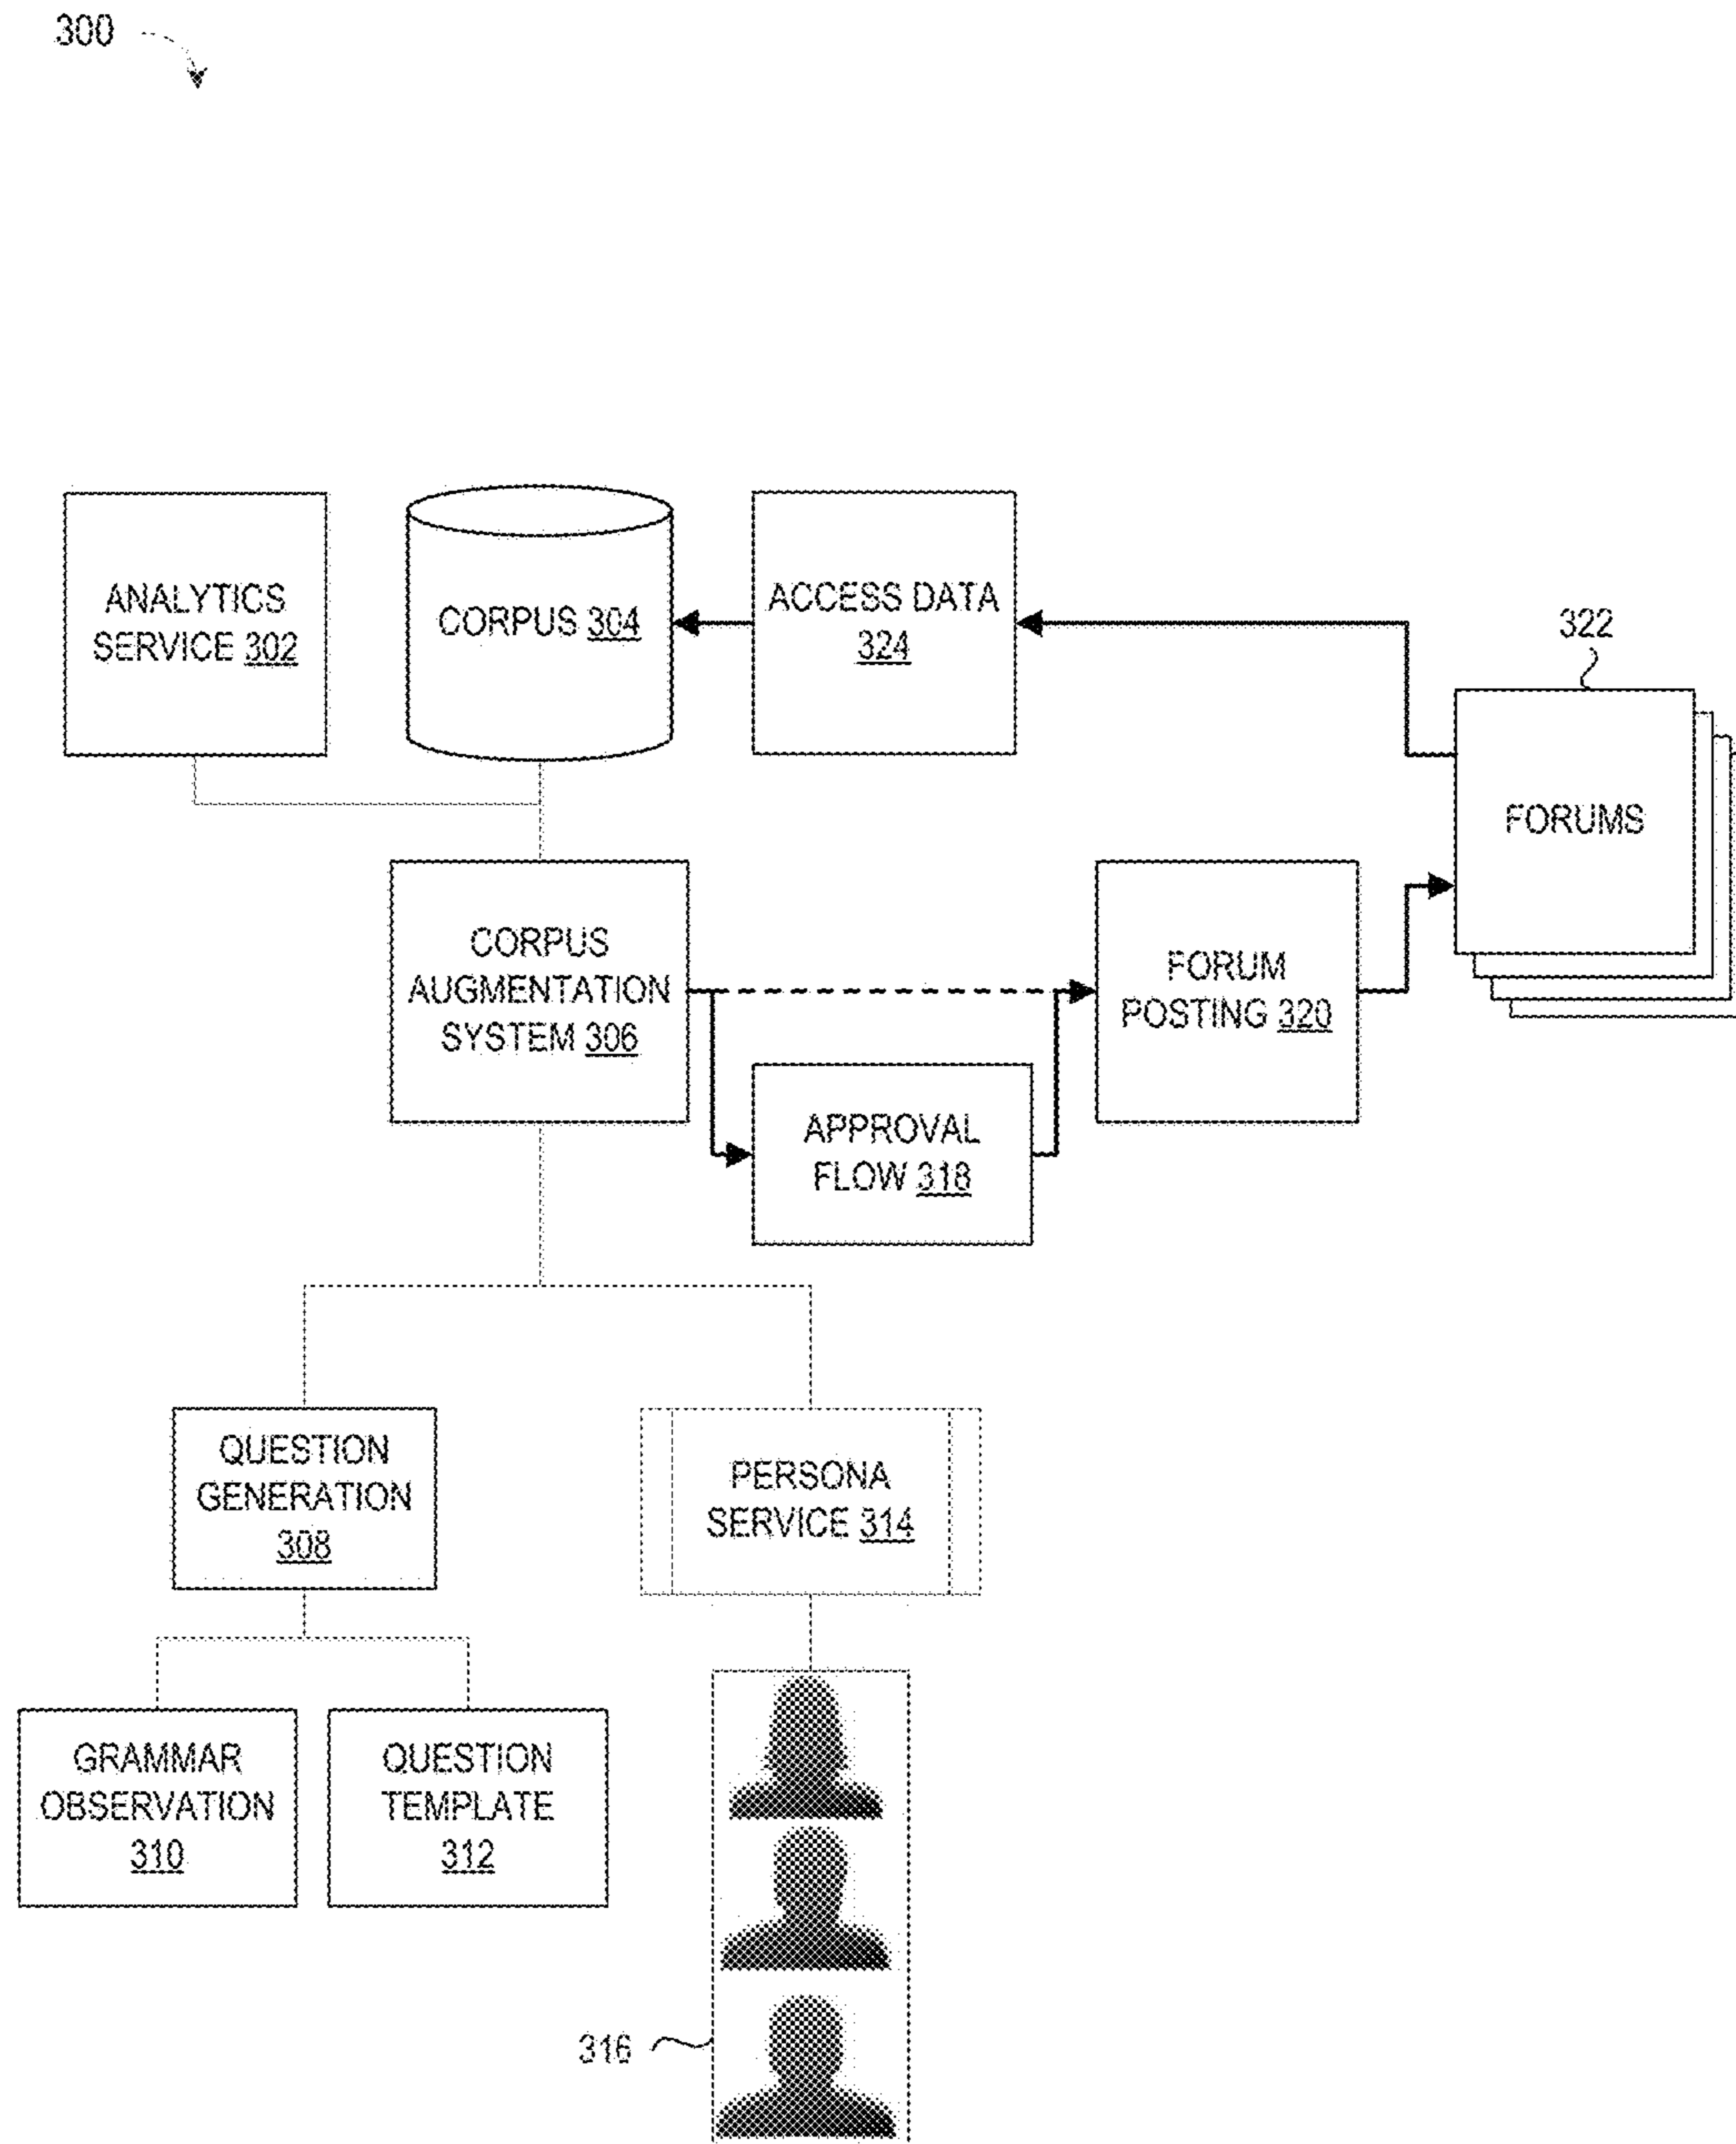 300
ANALYTICS
SERVICE 302
CORPUS 304
ACCESS DATA
324
322
FORUMS
CORPUS
AUGMENTATION
SYSTEM 306
FORUM
POSTING 320
APPROVAL
FLOW 318
QUESTION
GENERATION
308
PERSONA
SERVICE 314
GRAMMAR
OBSERVATION
310
QUESTION
TEMPLATE
312
316